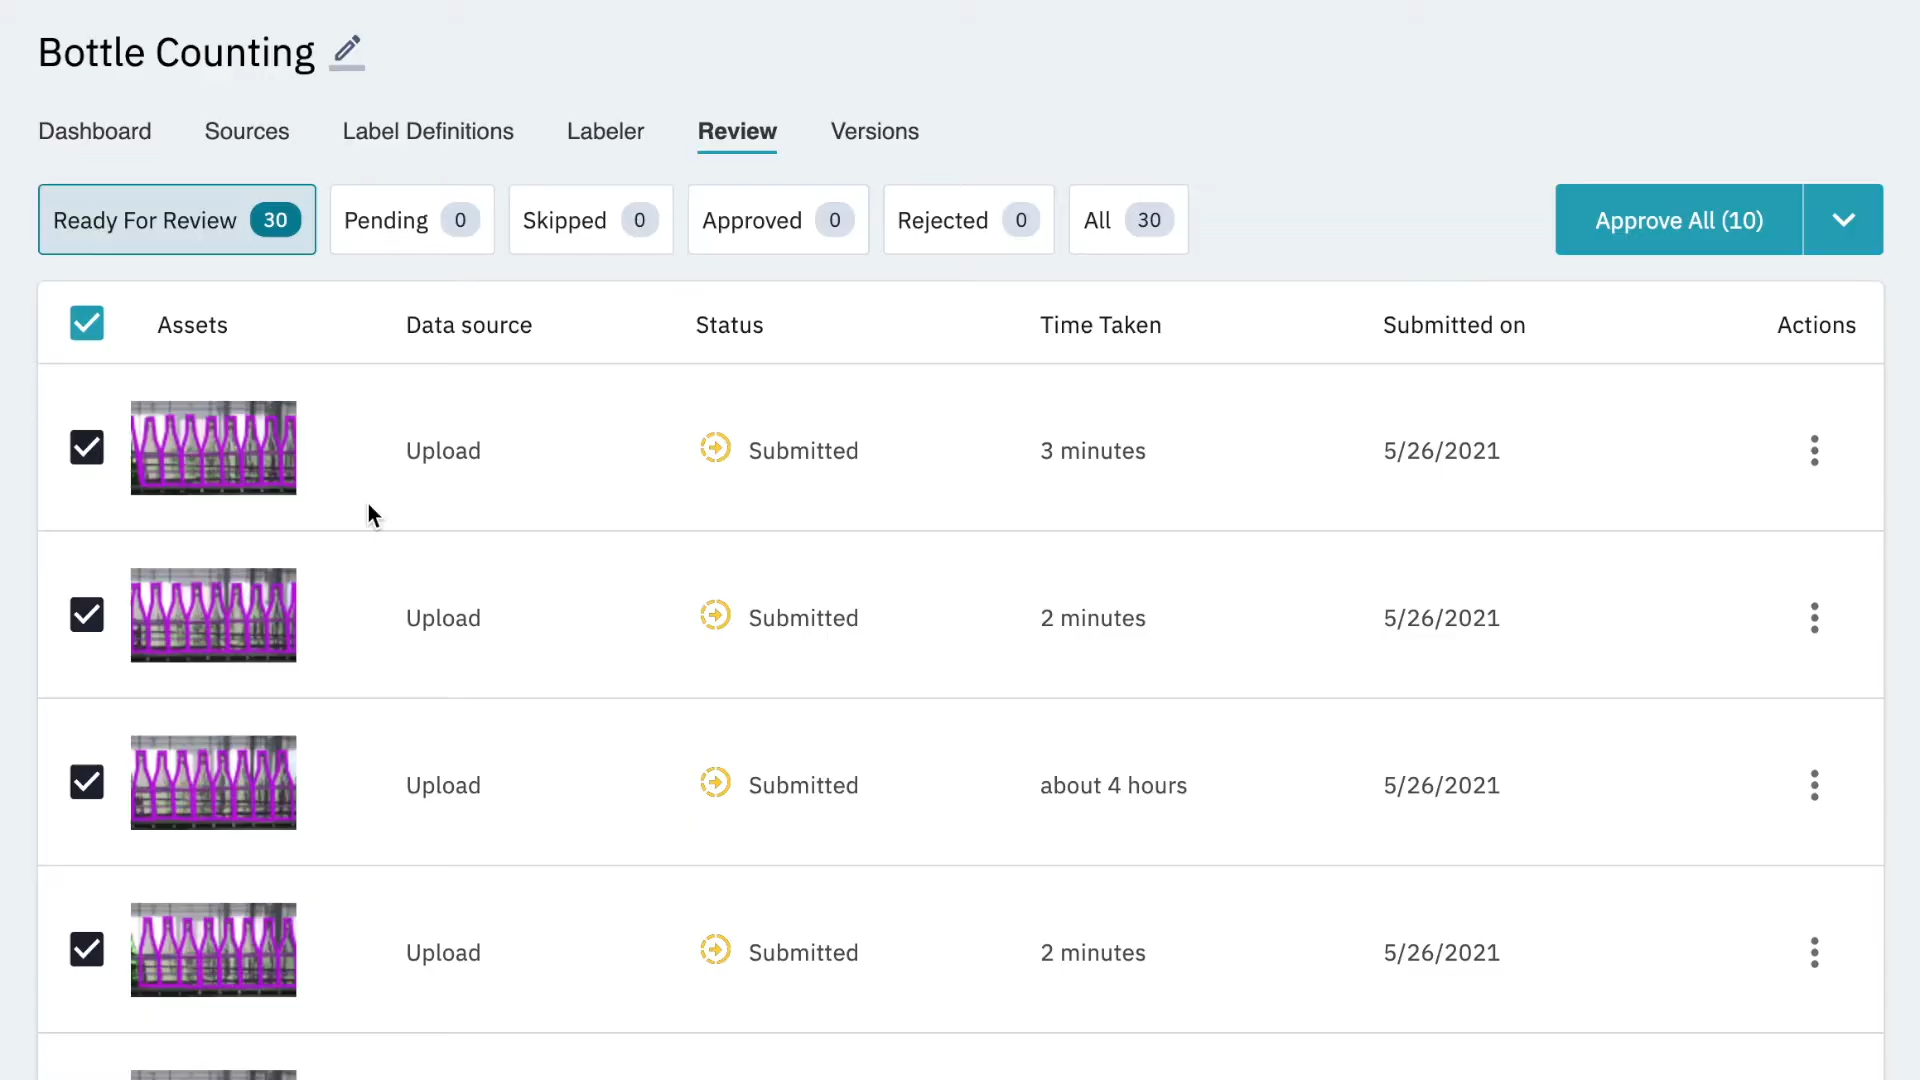 Bottle Counting
Dashboard Sources Label Definitions Labeler Review Versions
Ready For Review 30 Pending 0 Skipped 0 Approved 0 Rejected 0 All 30 Approve All (10)
Assets Data source Status Time Taken Submitted on Actions
Upload Submitted 3 minutes 5/26/2021
Upload Submitted 2 minutes 5/26/2021
Upload Submitted about 4 hours 5/26/2021
Upload Submitted 2 minutes 5/26/2021